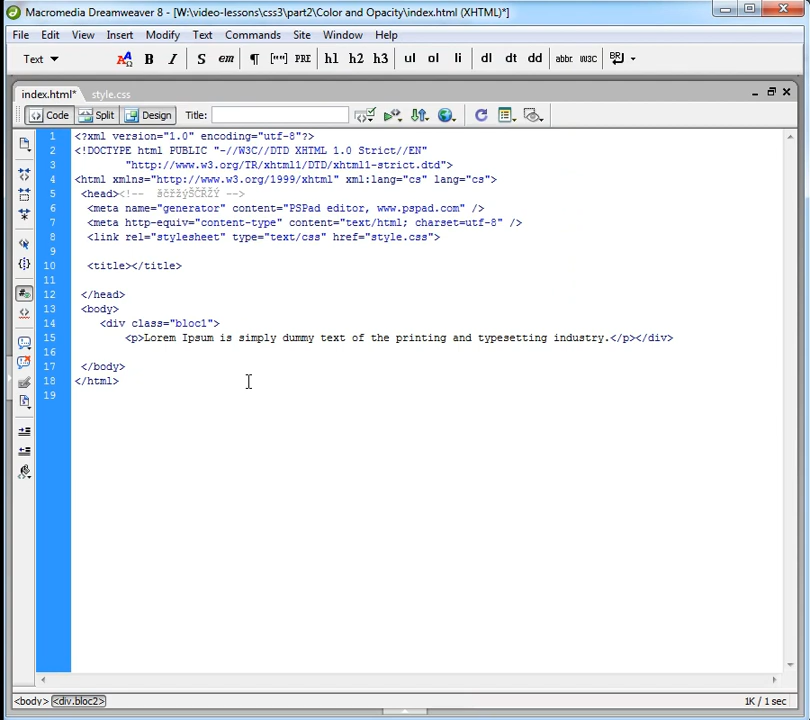 Macromedia Dreamweaver 8 - [W:\video-lessons\css3\part2\Color and Opacity\index.html (XHTML)*]
File Edit View Insert Modify Text Commands Site Window Help
Text B I S em ¶ [""] PRE h1 h2 h3 ul ol li dl dt dd abbr. W3C BR
index.html* style.css
Code Split Design Title:
1 <?xml version="1.0" encoding="utf-8"?>
2 <!DOCTYPE html PUBLIC "-//W3C//DTD XHTML 1.0 Strict//EN"
3 "http://www.w3.org/TR/xhtml1/DTD/xhtml1-strict.dtd">
4 <html xmlns="http://www.w3.org/1999/xhtml" xml:lang="cs" lang="cs">
5 <head><!-- ščřžýŠČŘŽÝ -->
6 <meta name="generator" content="PSPad editor, www.pspad.com" />
7 <meta http-equiv="content-type" content="text/html; charset=utf-8" />
8 <link rel="stylesheet" type="text/css" href="style.css">
9
10 <title></title>
11
12 </head>
13 <body>
14 <div class="bloc1">
15 <p>Lorem Ipsum is simply dummy text of the printing and typesetting industry.</p></div>
16
17 </body>
18 </html>
19
<body> <div.bloc2> 1K / 1 sec